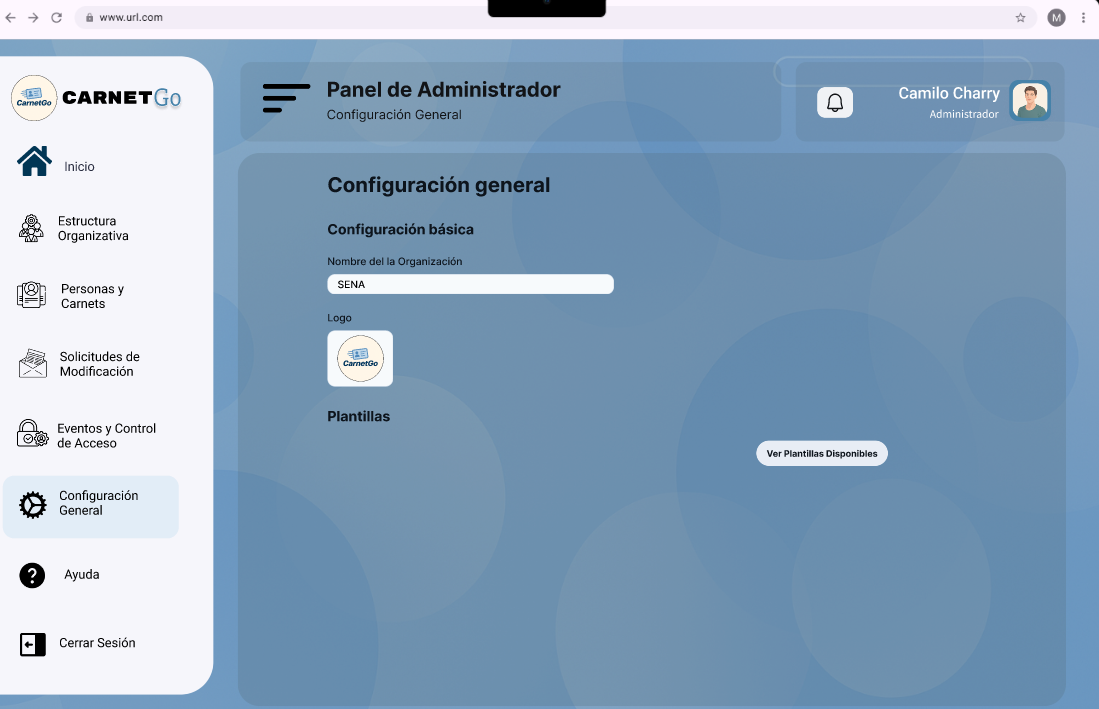 www.url.com
M
CarnetGo
CARNETGo
Inicio
Estructura
Organizativa
Personas y
Carnets
Solicitudes de
Modificación
Eventos y Control
de Acceso
Configuración
General
Ayuda
Cerrar Sesión
Panel de Administrador
Configuración General
Camilo Charry
Administrador
Configuración general
Configuración básica
Nombre del la Organización
SENA
Logo
CarnetGo
Plantillas
Ver Plantillas Disponibles